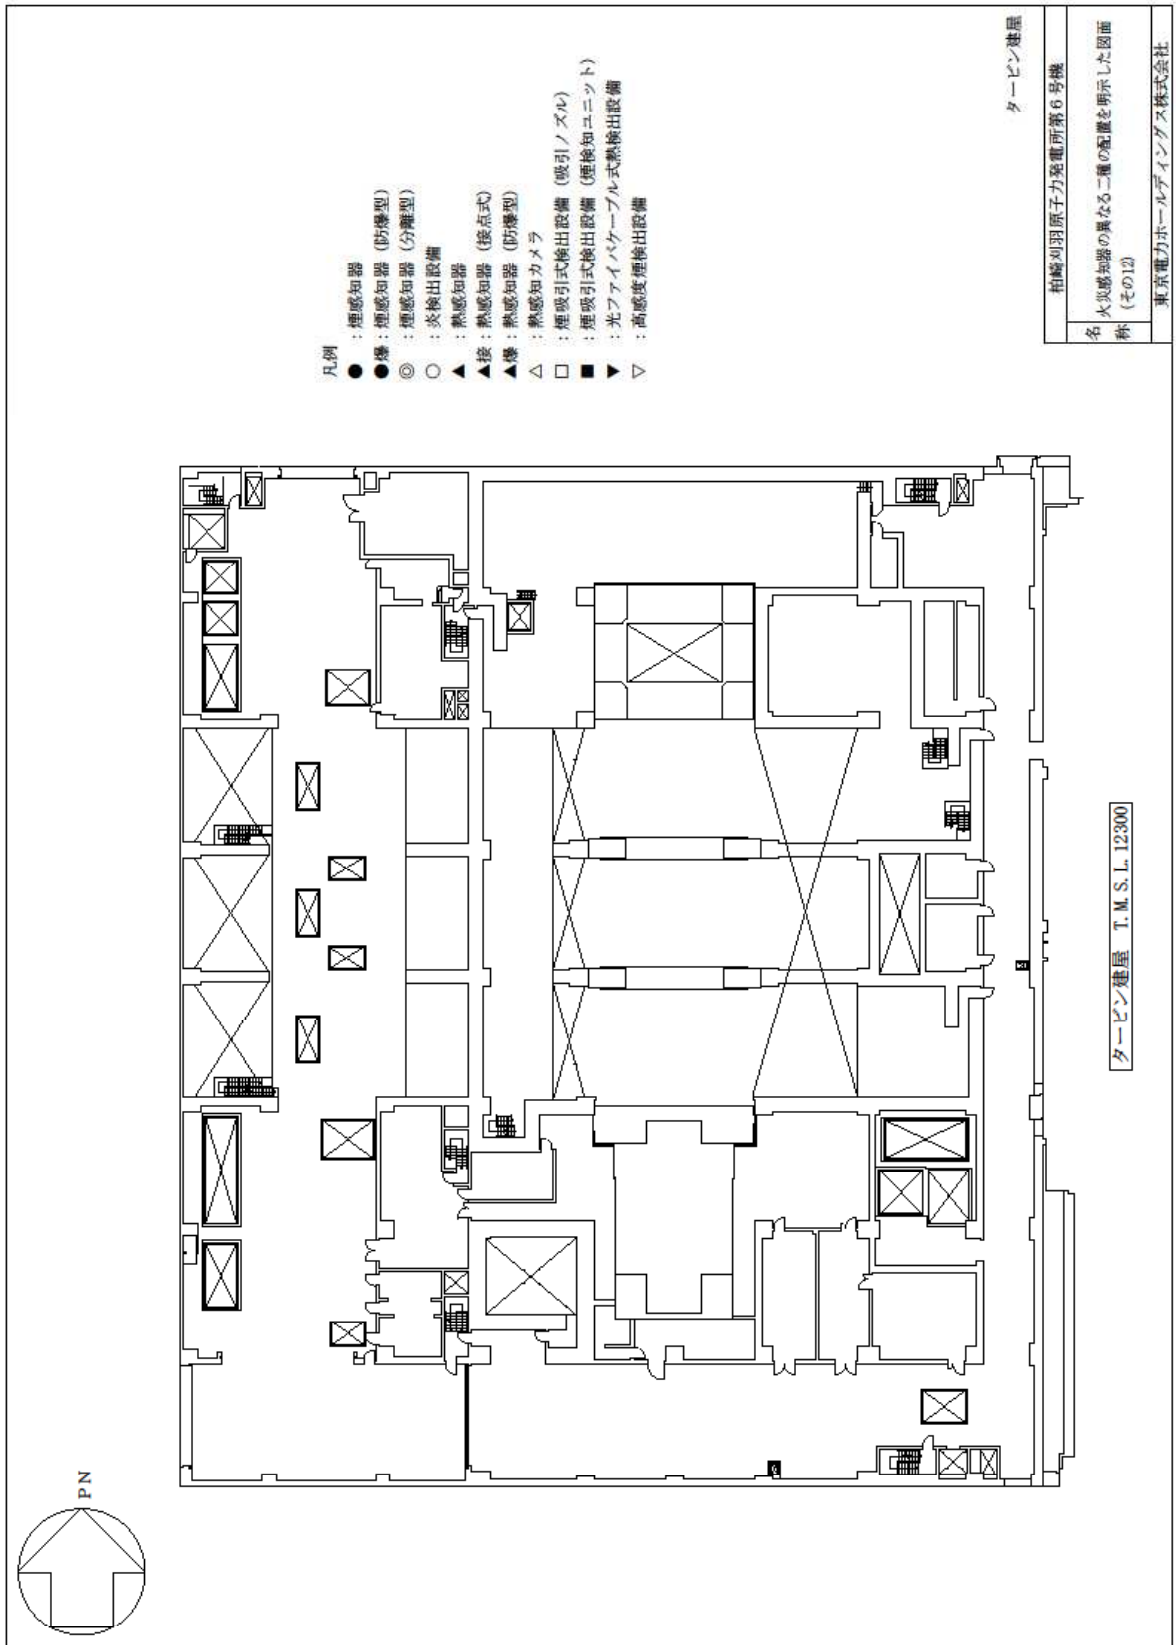 PN
凡例
● : 煙感知器
●爆 : 煙感知器 (防爆型)
◎ : 煙感知器 (分離型)
○ : 炎検出設備
▲ : 熱感知器
▲接 : 熱感知器 (接点式)
▲爆 : 熱感知器 (防爆型)
△ : 熱感知カメラ
□ : 煙吸引式検出設備 (吸引ノズル)
■ : 煙吸引式検出設備 (煙検知ユニット)
▼ : 光ファイバケーブル式熱検出設備
▽ : 高感度煙検出設備
タービン建屋 T.M.S.L.12300
タービン建屋
柏崎刈羽原子力発電所第6号機
名称
火災感知器の異なる二種の配置を明示した図面
(その12)
東京電力ホールディングス株式会社